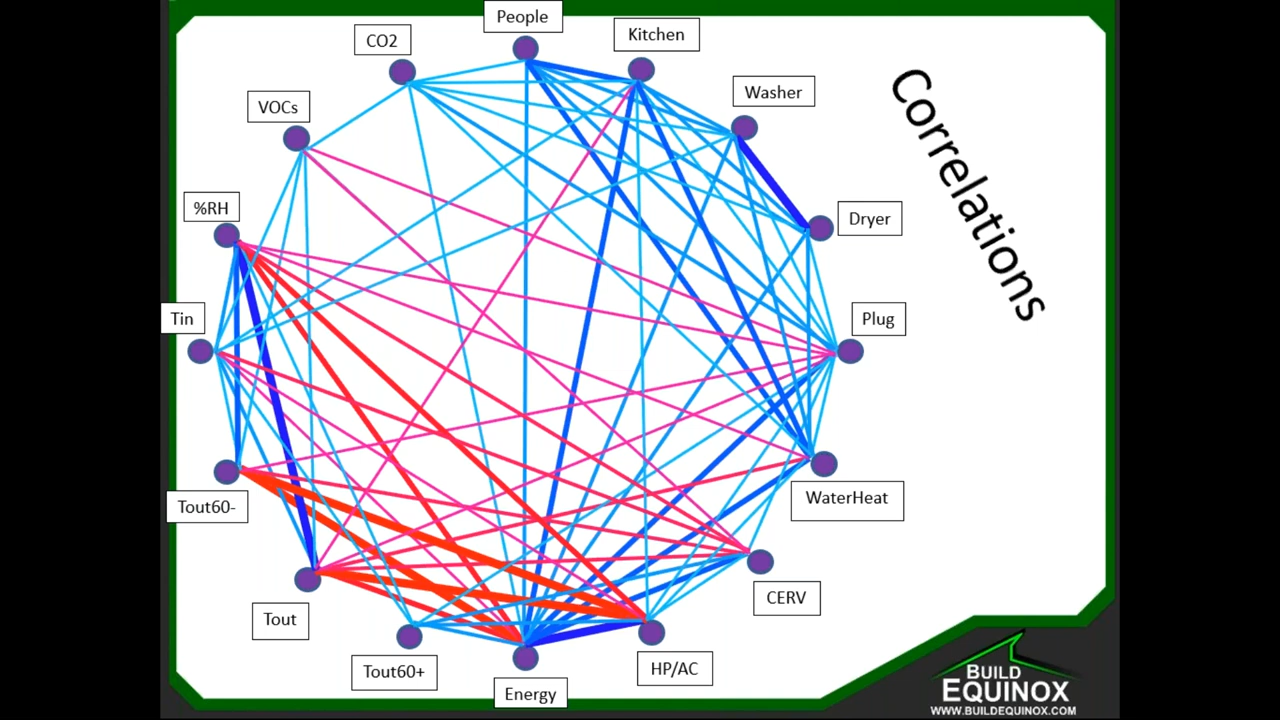 People
Kitchen
CO2
Washer
VOCs
Correlations
%RH
Dryer
Tin
Plug
Tout60-
WaterHeat
Tout
CERV
Tout60+
HP/AC
Energy
BUILD
EQUINOX
WWW.BUILDEQUINOX.COM